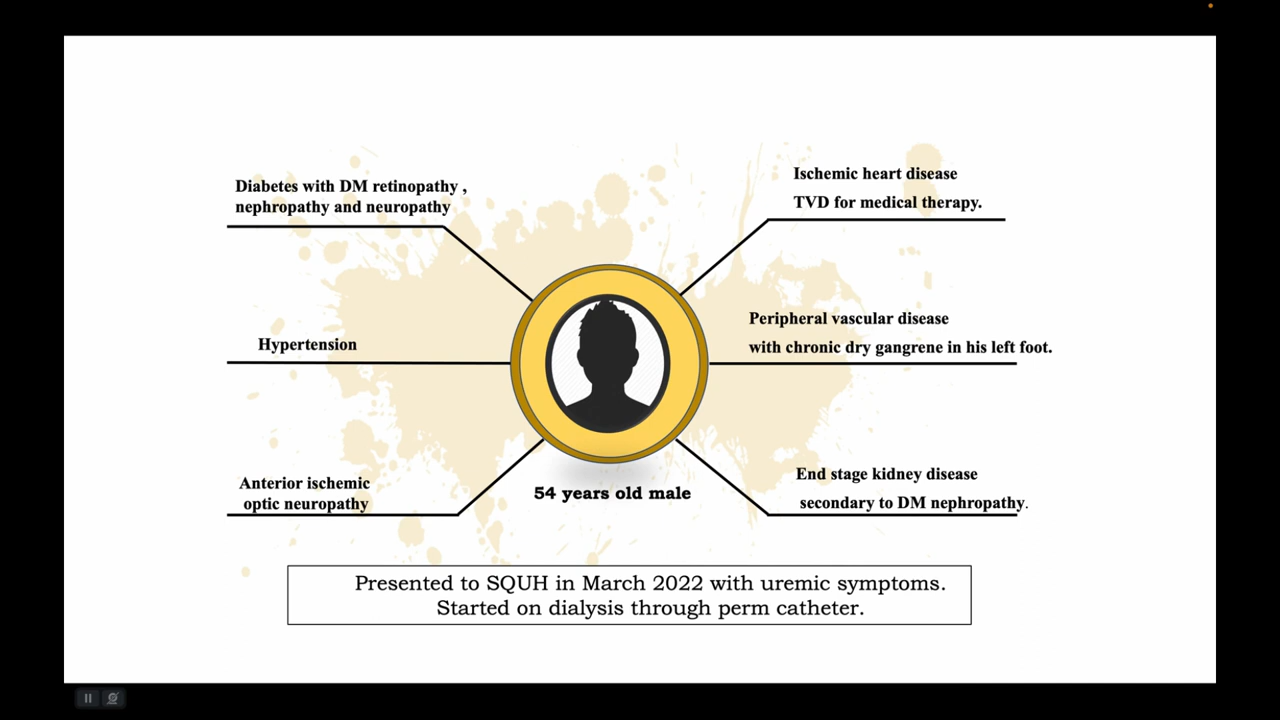 Diabetes with DM retinopathy ,
nephropathy and neuropathy
Hypertension
Anterior ischemic
optic neuropathy
Ischemic heart disease
TVD for medical therapy.
Peripheral vascular disease
with chronic dry gangrene in his left foot.
End stage kidney disease
secondary to DM nephropathy.
54 years old male
Presented to SQUH in March 2022 with uremic symptoms.
Started on dialysis through perm catheter.